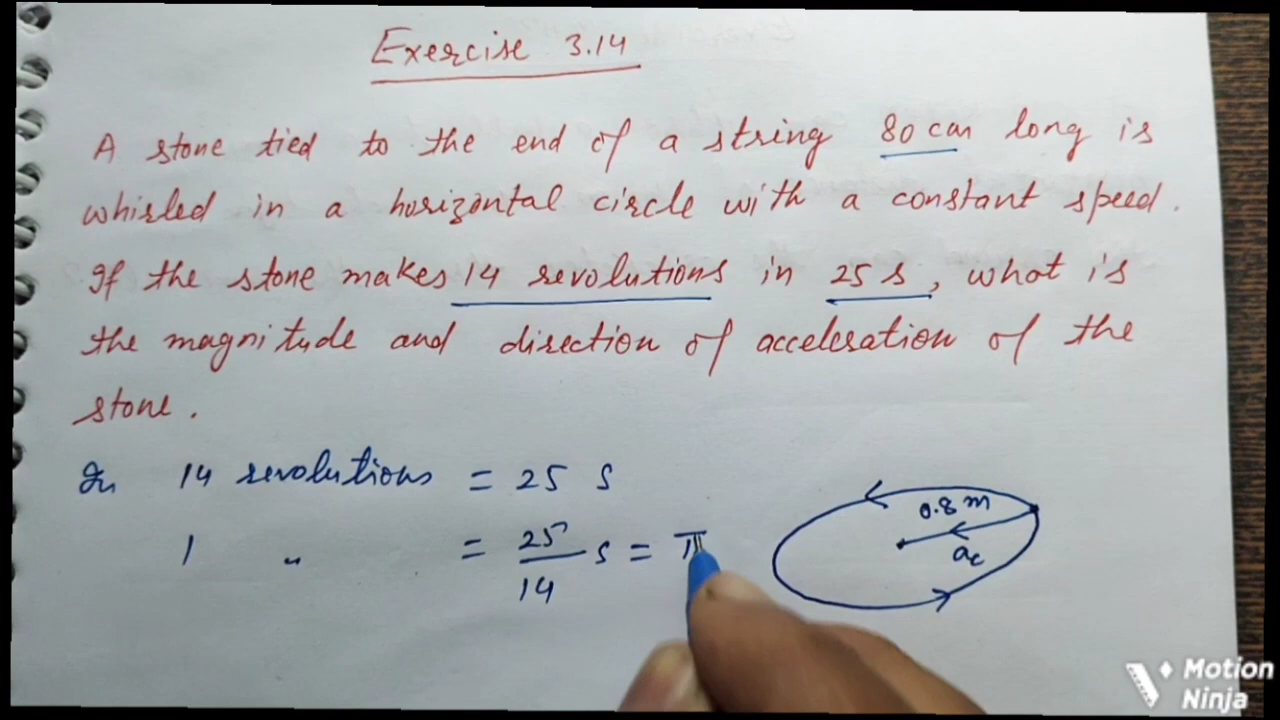 Exercise 3.14
A stone tied to the end of a string 80 cm long is
whirled in a horizontal circle with a constant speed.
If the stone makes 14 revolutions in 25 s, what is
the magnitude and direction of acceleration of the
stone.
In 14 revolutions = 25 s
1 " = 25/14 s = π
0.8 m
ac
Motion
Ninja